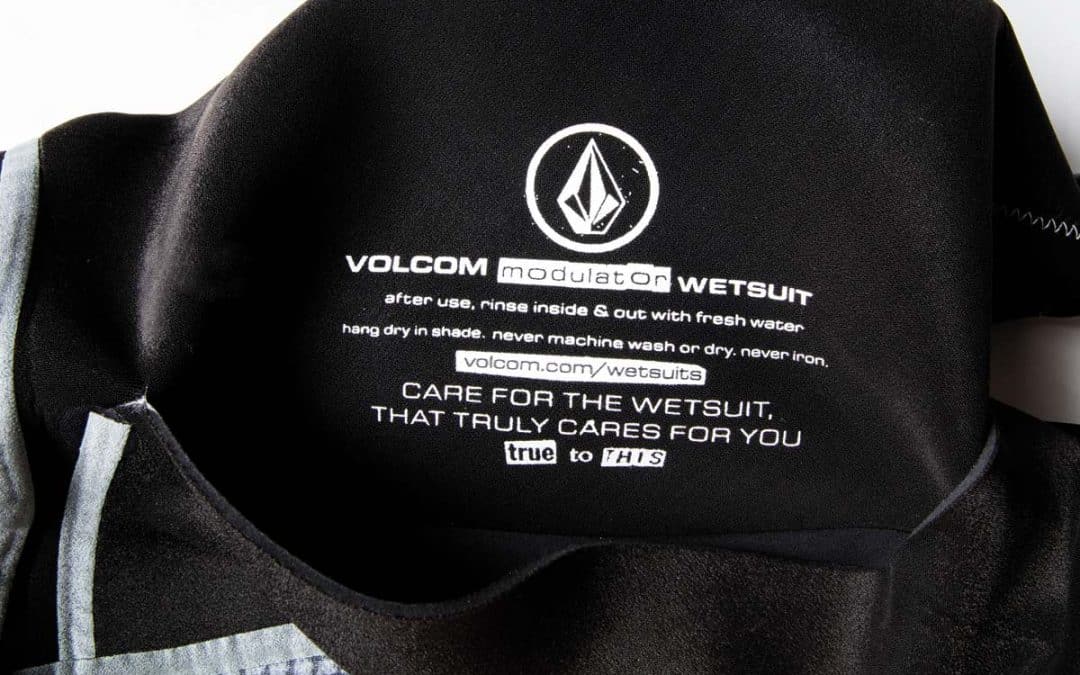 VOLCOM modulator WETSUIT
after use, rinse inside & out with fresh water
hang dry in shade. never machine wash or dry. never iron.
volcom.com/wetsuits
CARE FOR THE WETSUIT,
THAT TRULY CARES FOR YOU
true to THIS